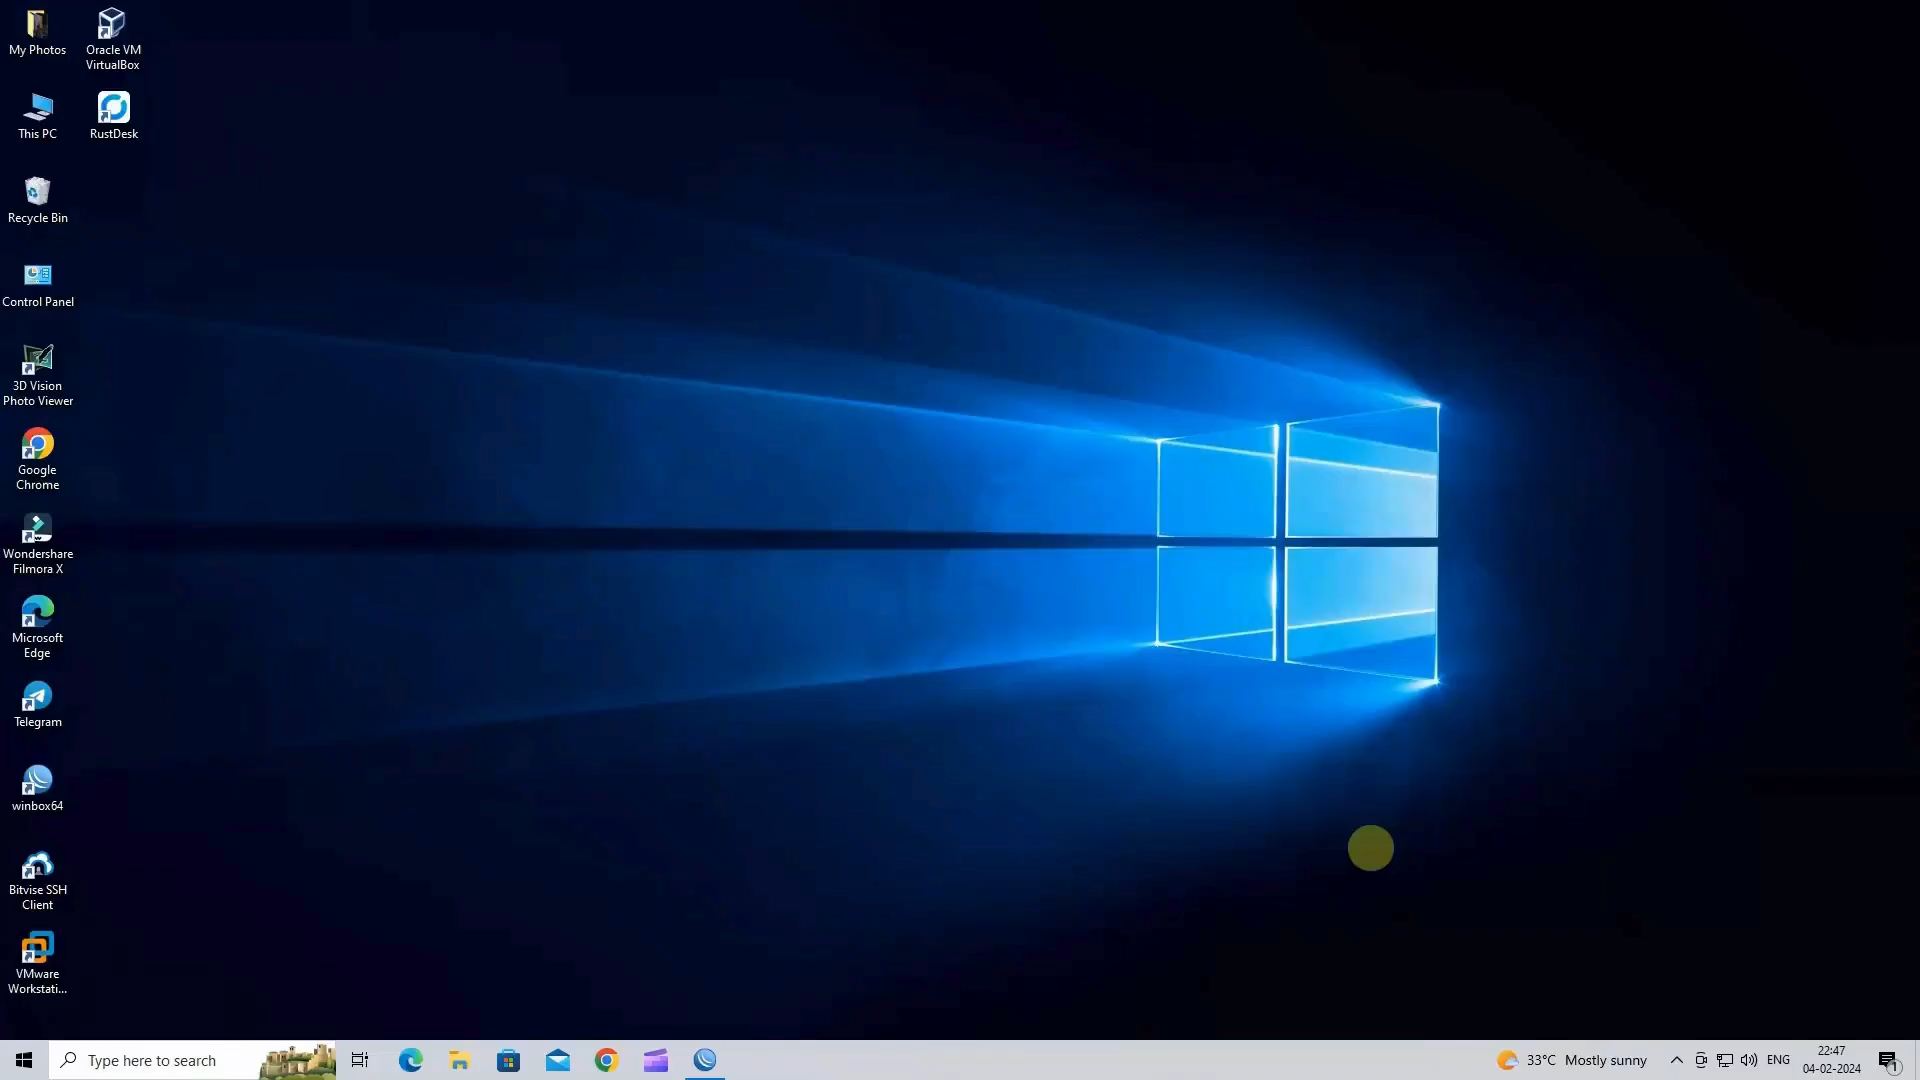 My Photos
Oracle VM
VirtualBox
This PC
RustDesk
Recycle Bin
Control Panel
3D Vision
Photo Viewer
Google
Chrome
Wondershare
Filmora X
Microsoft
Edge
Telegram
winbox64
Bitvise SSH
Client
VMware
Workstati...
Type here to search
33°C Mostly sunny
ENG
22:47
04-02-2024
1